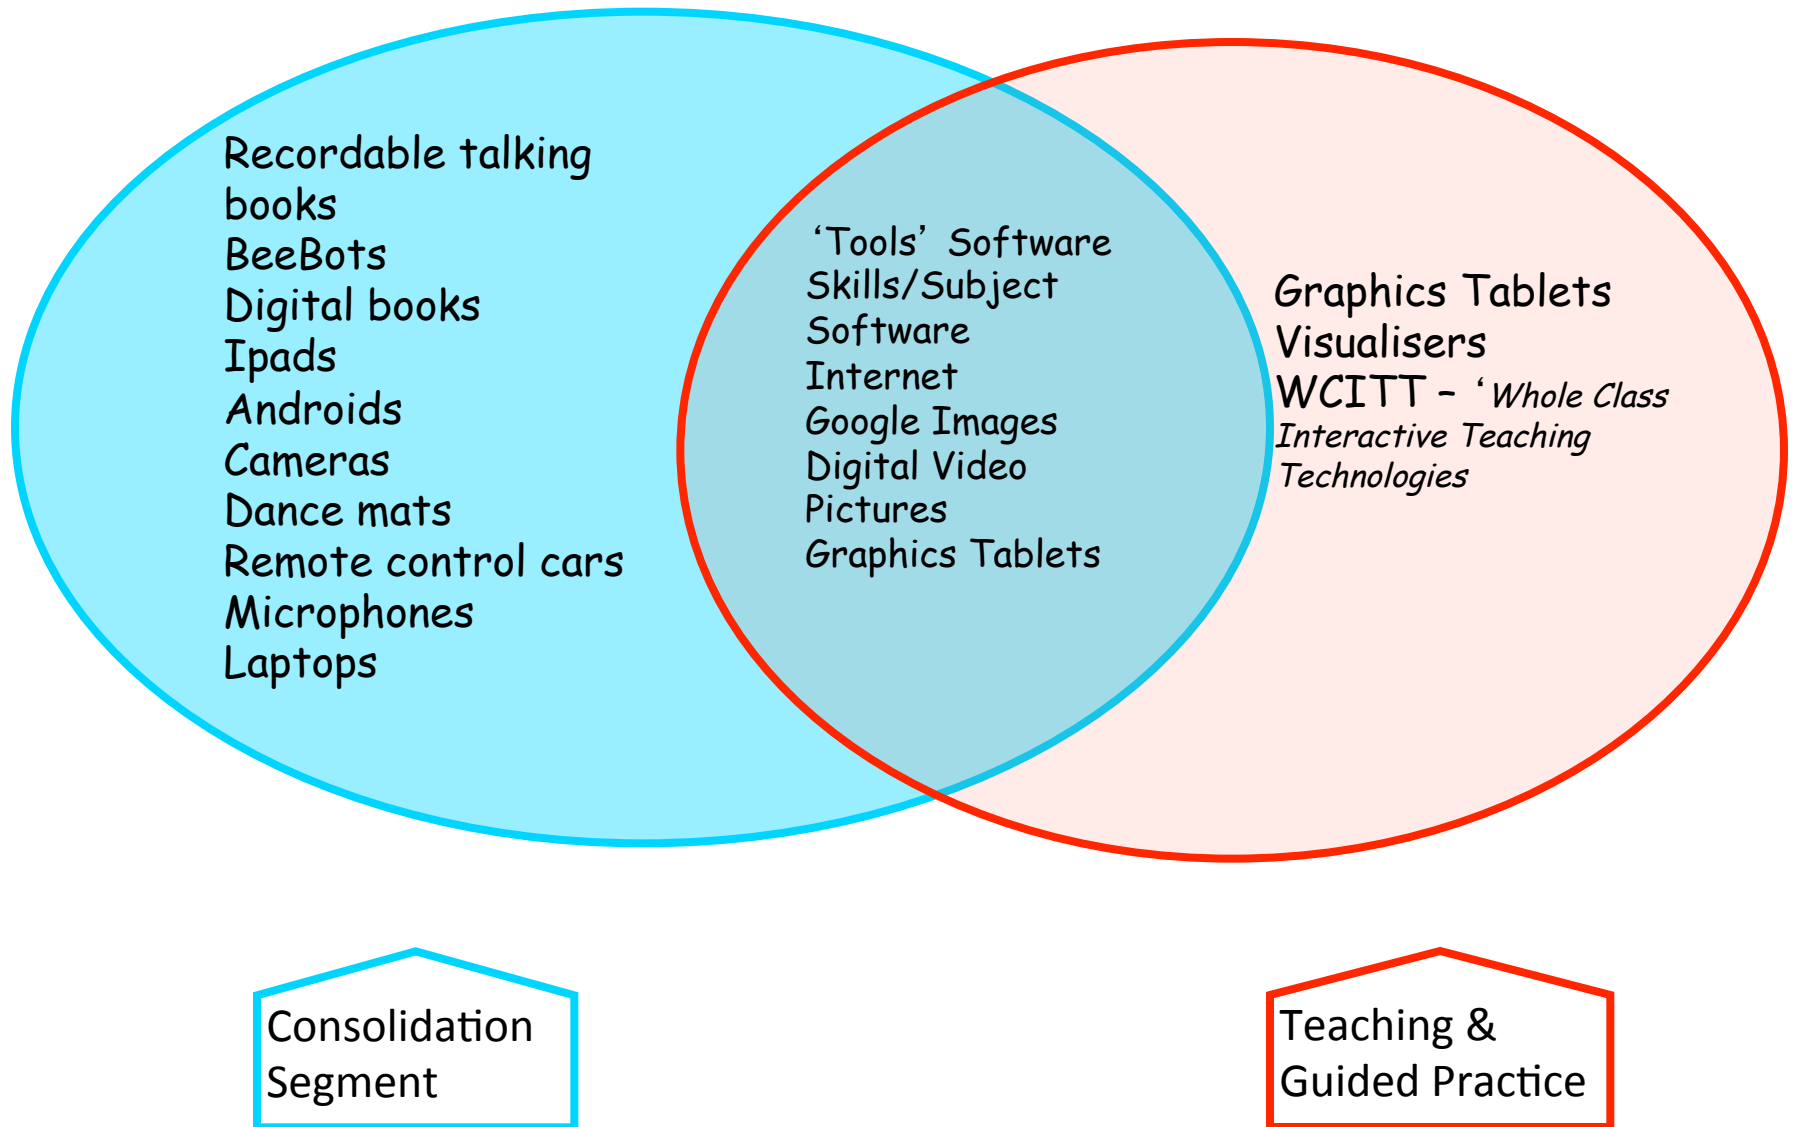 Recordable talking
books
BeeBots
Digital books
Ipads
Androids
Cameras
Dance mats
Remote control cars
Microphones
Laptops
‘Tools’ Software
Skills/Subject
Software
Internet
Google Images
Digital Video
Pictures
Graphics Tablets
Graphics Tablets
Visualisers
WCITT – ‘Whole Class
Interactive Teaching
Technologies
Consolidation
Segment
Teaching &
Guided Practice